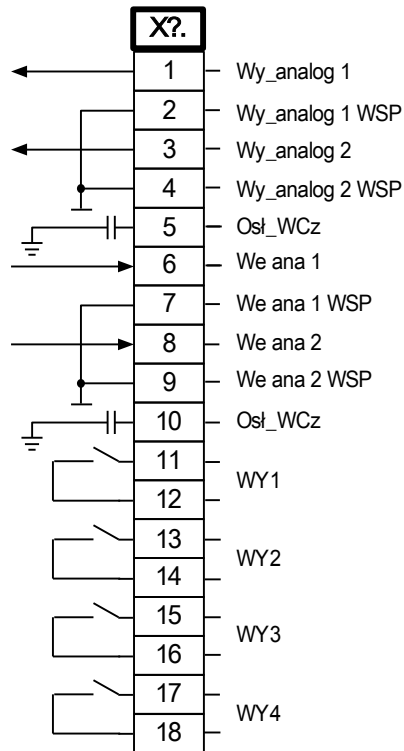 X?.
1 Wy_analog 1
2 Wy_analog 1 WSP
3 Wy_analog 2
4 Wy_analog 2 WSP
5 Osł_WCz
6 We ana 1
7 We ana 1 WSP
8 We ana 2
9 We ana 2 WSP
10 Osł_WCz
11
WY1
12
13
WY2
14
15
WY3
16
17
WY4
18